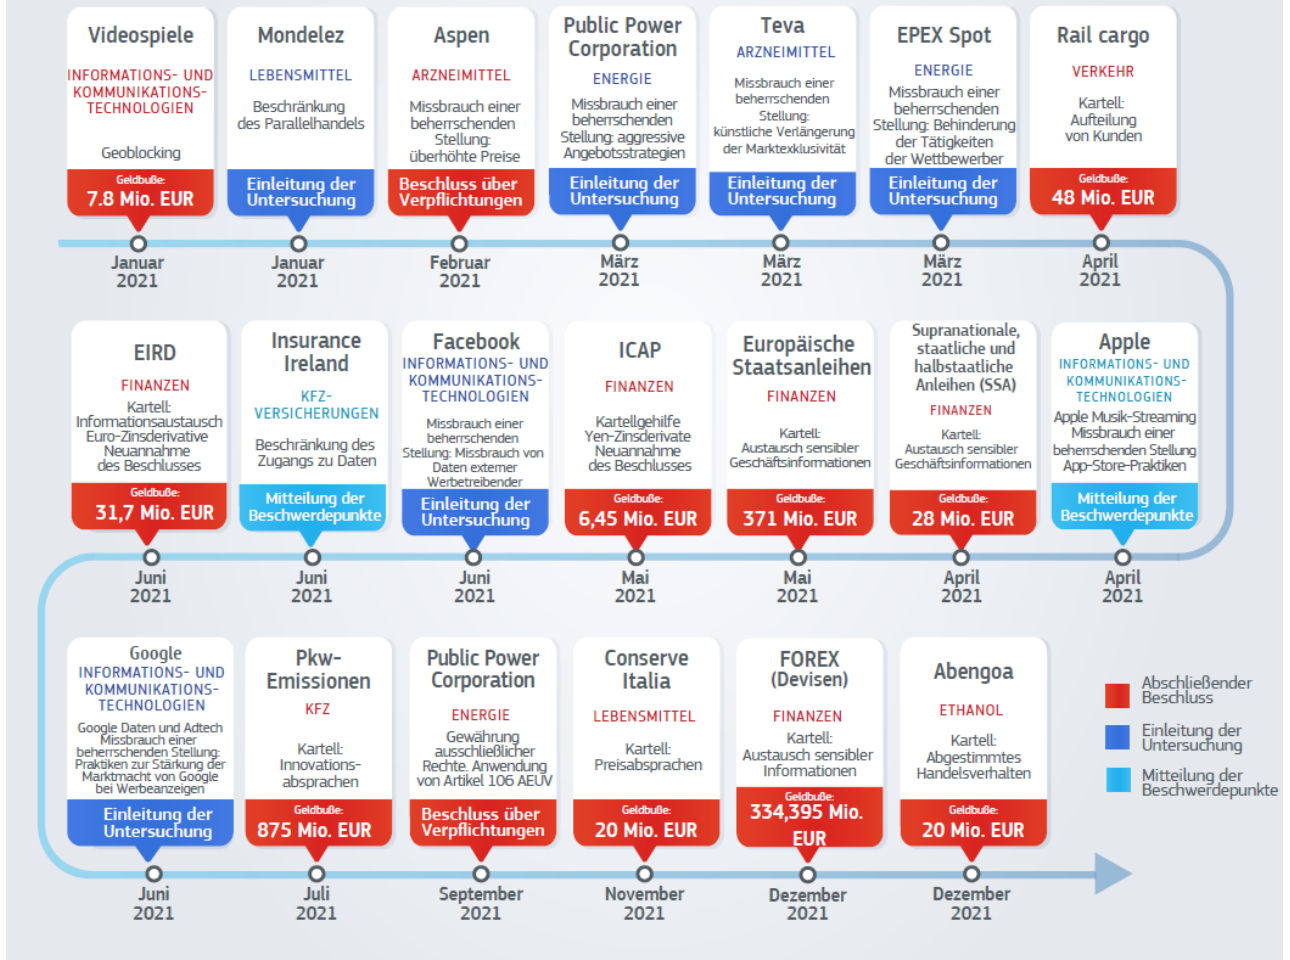 Videospiele
INFORMATIONS- UND
KOMMUNIKATIONS-
TECHNOLOGIEN
Geoblocking
Geldbuße:
7.8 Mio. EUR
Januar
2021
Mondelez
LEBENSMITTEL
Beschränkung
des Parallelhandels
Einleitung der
Untersuchung
Januar
2021
Aspen
ARZNEIMITTEL
Missbrauch einer
beherrschenden
Stellung:
überhöhte Preise
Beschluss über
Verpflichtungen
Februar
2021
Public Power
Corporation
ENERGIE
Missbrauch einer
beherrschenden
Stellung: aggressive
Angebotsstrategien
Einleitung der
Untersuchung
März
2021
Teva
ARZNEIMITTEL
Missbrauch einer
beherrschenden
Stellung:
künstliche Verlängerung
der Marktexklusivität
Einleitung der
Untersuchung
März
2021
EPEX Spot
ENERGIE
Missbrauch einer
beherrschenden
Stellung: Behinderung
der Tätigkeiten
der Wettbewerber
Einleitung der
Untersuchung
März
2021
Rail cargo
VERKEHR
Kartell:
Aufteilung
von Kunden
Geldbuße:
48 Mio. EUR
April
2021
EIRD
FINANZEN
Kartell:
Informationsaustausch
Euro-Zinsderivative
Neuannahme
des Beschlusses
Geldbuße:
31,7 Mio. EUR
Juni
2021
Insurance
Ireland
KFZ-
VERSICHERUNGEN
Beschränkung des
Zugangs zu Daten
Mitteilung der
Beschwerdepunkte
Juni
2021
Facebook
INFORMATIONS- UND
KOMMUNIKATIONS-
TECHNOLOGIEN
Missbrauch einer
beherrschenden
Stellung: Missbrauch von
Daten externer
Werbetreibender
Einleitung der
Untersuchung
Juni
2021
ICAP
FINANZEN
Kartellgehilfe
Yen-Zinsderivate
Neuannahme
des Beschlusses
Geldbuße:
6,45 Mio. EUR
Mai
2021
Europäische
Staatsanleihen
FINANZEN
Kartell:
Austausch sensibler
Geschäftsinformationen
Geldbuße:
371 Mio. EUR
Mai
2021
Supranationale,
staatliche und
halbstaatliche
Anleihen (SSA)
FINANZEN
Kartell:
Austausch sensibler
Geschäftsinformationen
Geldbuße:
28 Mio. EUR
April
2021
Apple
INFORMATIONS- UND
KOMMUNIKATIONS-
TECHNOLOGIEN
Apple Musik-Streaming
Missbrauch einer
beherrschenden Stellung
App-Store-Praktiken
Mitteilung der
Beschwerdepunkte
April
2021
Google
INFORMATIONS- UND
KOMMUNIKATIONS-
TECHNOLOGIEN
Google Daten und Adtech
Missbrauch einer
beherrschenden Stellung:
Praktiken zur Stärkung der
Marktmacht von Google
bei Werbeanzeigen
Einleitung der
Untersuchung
Juni
2021
Pkw-
Emissionen
KFZ
Kartell:
Innovations-
absprachen
Geldbuße:
875 Mio. EUR
Juli
2021
Public Power
Corporation
ENERGIE
Gewährung
ausschließlicher
Rechte. Anwendung
von Artikel 106 AEUV
Beschluss über
Verpflichtungen
September
2021
Conserve
Italia
LEBENSMITTEL
Kartell:
Preisabsprachen
Geldbuße:
20 Mio. EUR
November
2021
FOREX
(Devisen)
FINANZEN
Kartell:
Austausch sensibler
Informationen
Geldbuße:
334,395 Mio.
EUR
Dezember
2021
Abengoa
ETHANOL
Kartell:
Abgestimmtes
Handelsverhalten
Geldbuße:
20 Mio. EUR
Dezember
2021
Abschließender
Beschluss
Einleitung der
Untersuchung
Mitteilung der
Beschwerdepunkte